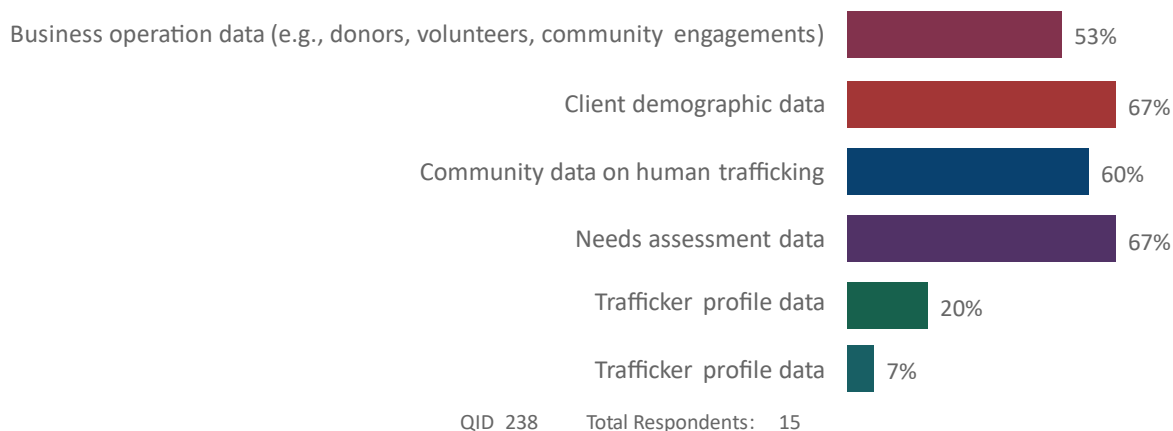 Business operation data (e.g., donors, volunteers, community engagements) 53%
Client demographic data 67%
Community data on human trafficking 60%
Needs assessment data 67%
Trafficker profile data 20%
Trafficker profile data 7%
QID 238 Total Respondents: 15